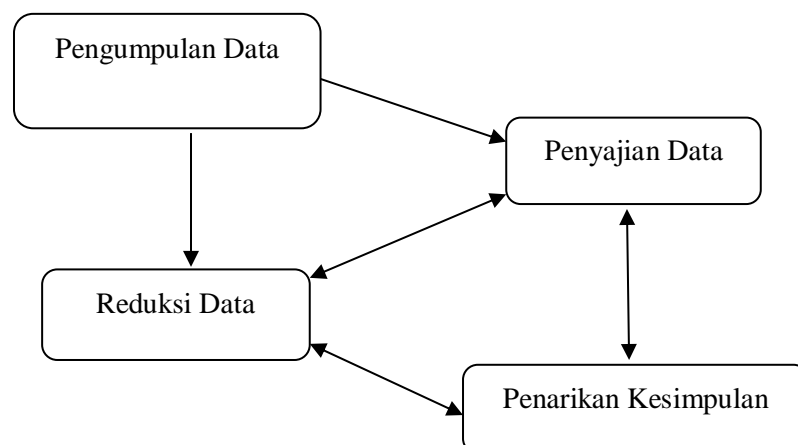 Pengumpulan Data
Penyajian Data
Reduksi Data
Penarikan Kesimpulan